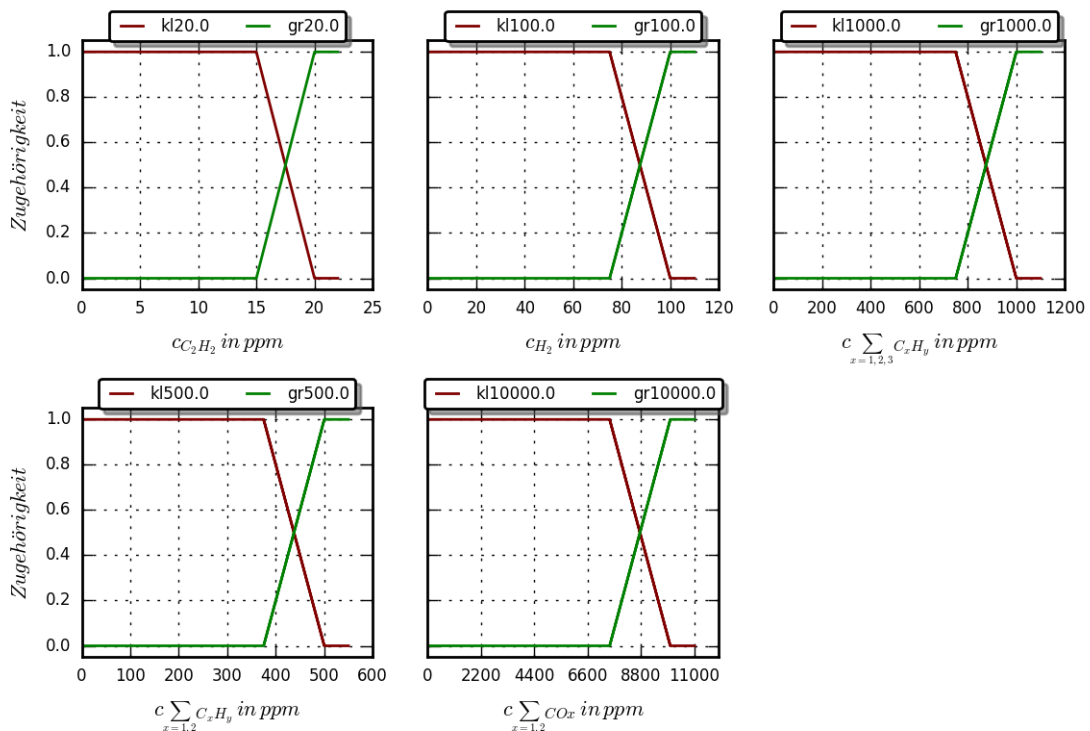 kl20.0 gr20.0
kl100.0 gr100.0
kl1000.0 gr1000.0
Zugehörigkeit
1.0
0.8
0.6
0.4
0.2
0.0
0 5 10 15 20 25
0 20 40 60 80 100 120
0 200 400 600 800 1000 1200
c_{C_2H_2} in ppm
c_{H_2} in ppm
c ∑_{x=1,2,3} C_xH_y in ppm
kl500.0 gr500.0
kl10000.0 gr10000.0
Zugehörigkeit
1.0
0.8
0.6
0.4
0.2
0.0
0 100 200 300 400 500 600
0 2200 4400 6600 8800 11000
c ∑_{x=1,2} C_xH_y in ppm
c ∑_{x=1,2} COx in ppm